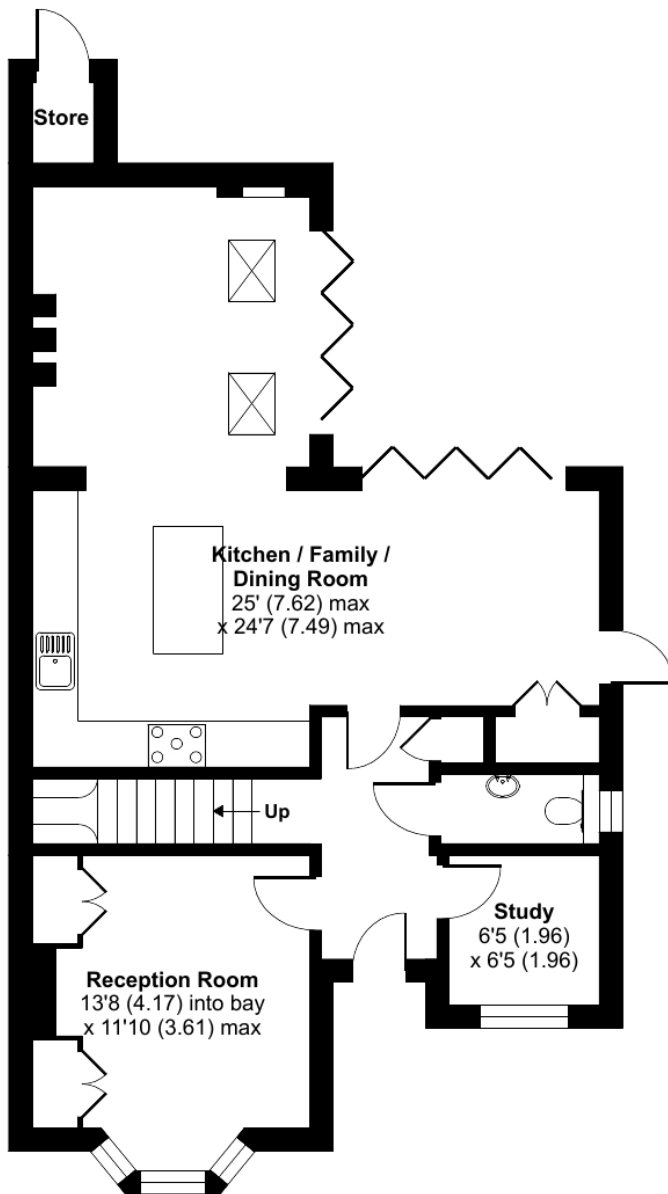 Store
Kitchen / Family /
Dining Room
25' (7.62) max
x 24'7 (7.49) max
Up
Study
6'5 (1.96)
x 6'5 (1.96)
Reception Room
13'8 (4.17) into bay
x 11'10 (3.61) max